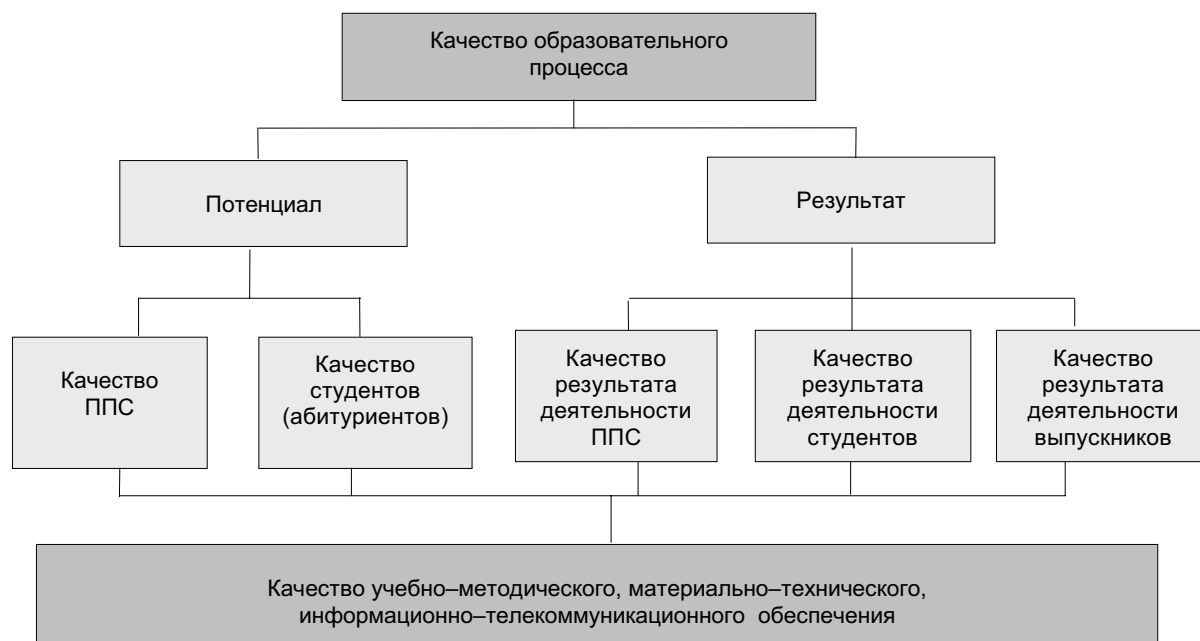 Качество образовательного
процесса
Потенциал
Результат
Качество
ППС
Качество
студентов
(абитуриентов)
Качество
результата
деятельности
ППС
Качество
результата
деятельности
студентов
Качество
результата
деятельности
выпускников
Качество учебно–методического, материально–технического,
информационно–телекоммуникационного обеспечения